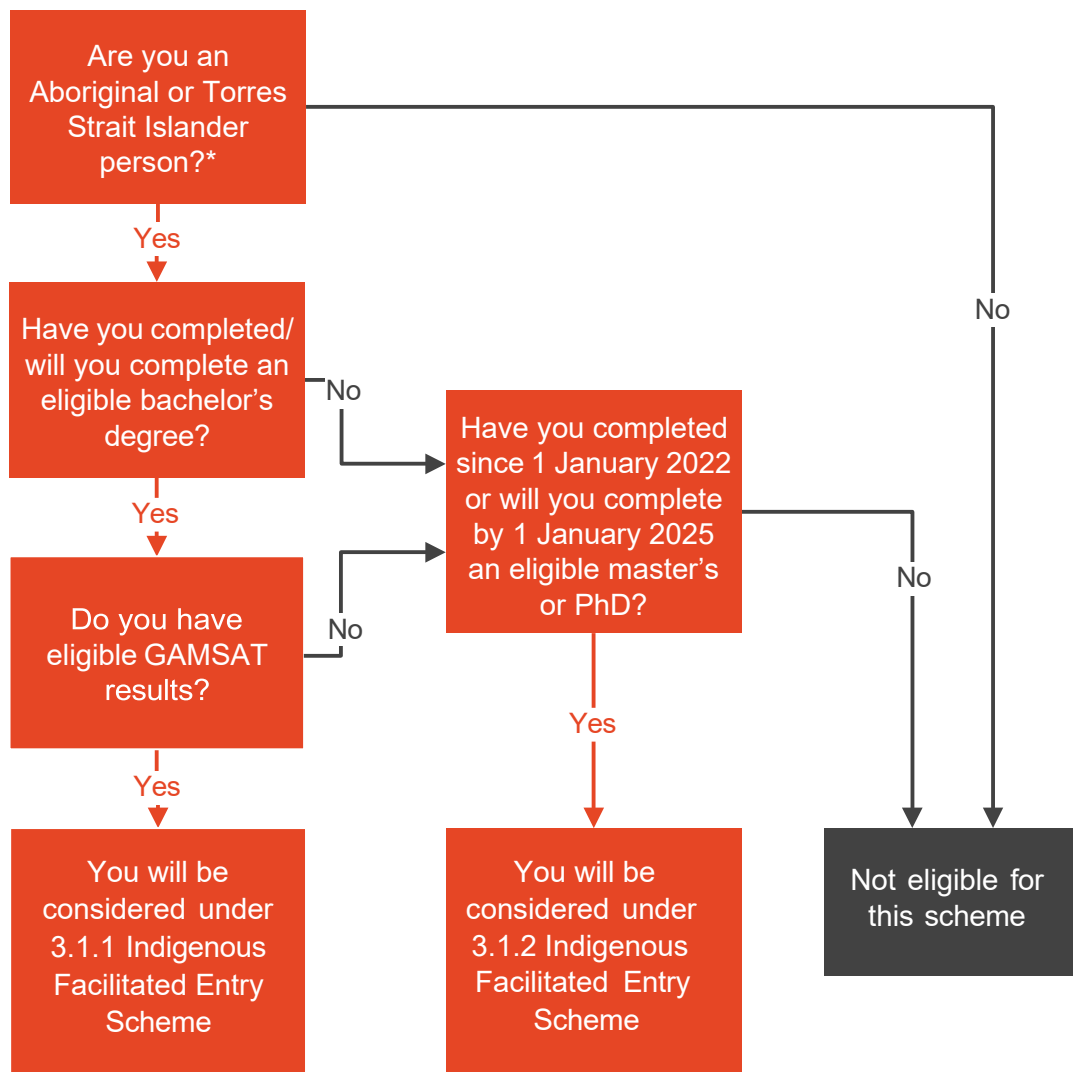 Are you an
Aboriginal or Torres
Strait Islander
person?*
Yes
No
Have you completed/
will you complete an
eligible bachelor’s
degree?
No
Yes
Have you completed
since 1 January 2022
or will you complete
by 1 January 2025
an eligible master’s
or PhD?
No
Yes
Do you have
eligible GAMSAT
results?
No
Yes
You will be
considered under
3.1.1 Indigenous
Facilitated Entry
Scheme
You will be
considered under
3.1.2 Indigenous
Facilitated Entry
Scheme
Not eligible for
this scheme